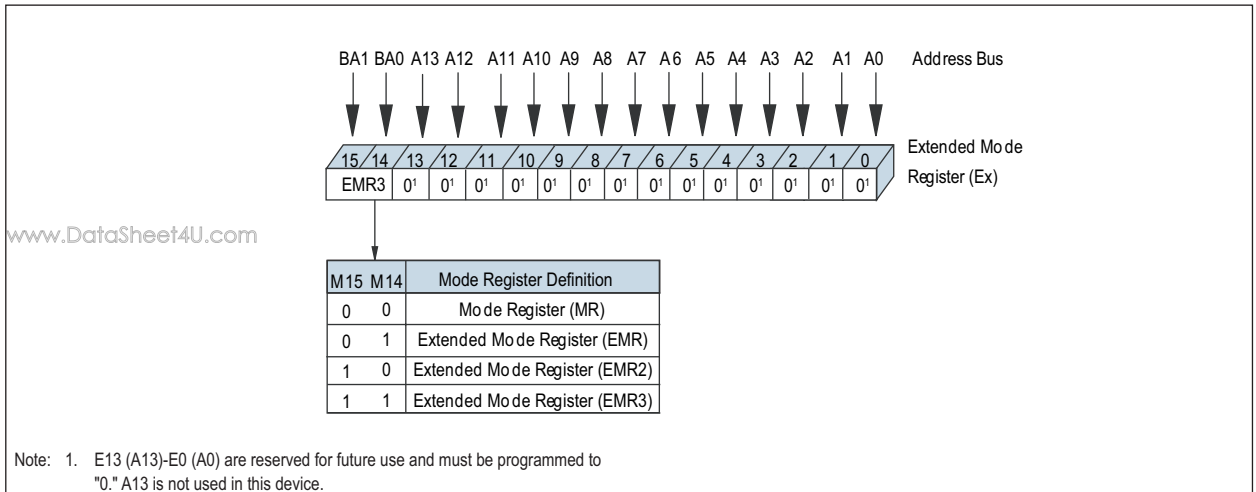 BA1 BA0 A13 A12 A11 A10 A9 A8 A7 A6 A5 A4 A3 A2 A1 A0 Address Bus
15 14 13 12 11 10 9 8 7 6 5 4 3 2 1 0
Extended Mode
Register (Ex)
EMR3 0¹ 0¹ 0¹ 0¹ 0¹ 0¹ 0¹ 0¹ 0¹ 0¹ 0¹ 0¹ 0¹ 0¹
www.DataSheet4U.com
M15 M14 Mode Register Definition
0 0 Mode Register (MR)
0 1 Extended Mode Register (EMR)
1 0 Extended Mode Register (EMR2)
1 1 Extended Mode Register (EMR3)
Note: 1. E13 (A13)-E0 (A0) are reserved for future use and must be programmed to
"0." A13 is not used in this device.